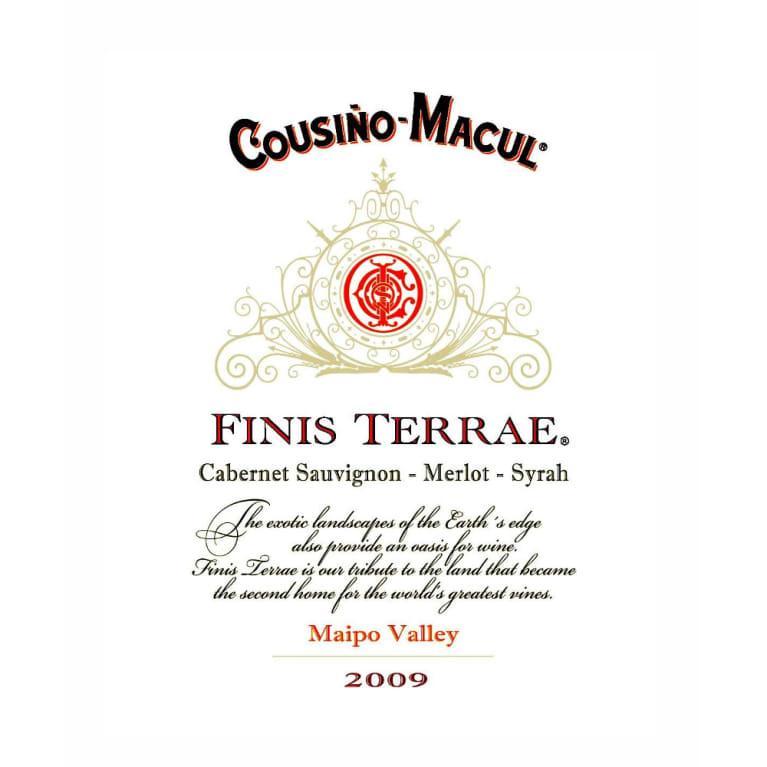 COUSIÑO-MACUL®
FINIS TERRAE®
Cabernet Sauvignon - Merlot - Syrah
The exotic landscapes of the Earth´s edge
also provide an oasis for wine.
Finis Terrae is our tribute to the land that became
the second home for the world's greatest vines.
Maipo Valley
2009